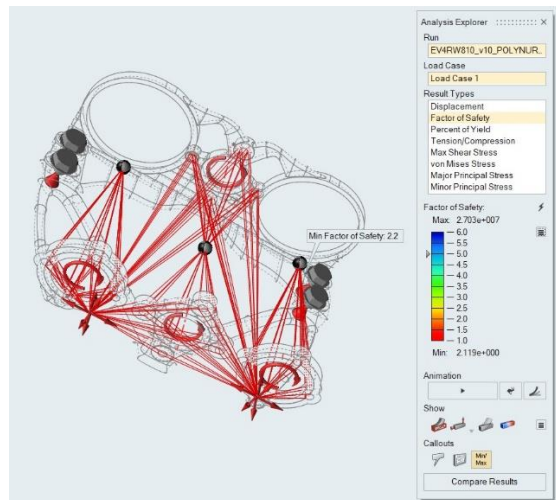 Analysis Explorer
Run
EV4RW810_v10_POLYNUR..
Load Case
Load Case 1
Result Types
Displacement
Factor of Safety
Percent of Yield
Tension/Compression
Max Shear Stress
von Mises Stress
Major Principal Stress
Minor Principal Stress
Factor of Safety:
Max: 2.703e+007
6.0
5.5
5.0
4.5
4.0
3.5
3.0
2.5
2.0
1.5
1.0
Min: 2.119e+000
Min Factor of Safety: 2.2
Animation
Show
Callouts
Min/
Max
Compare Results